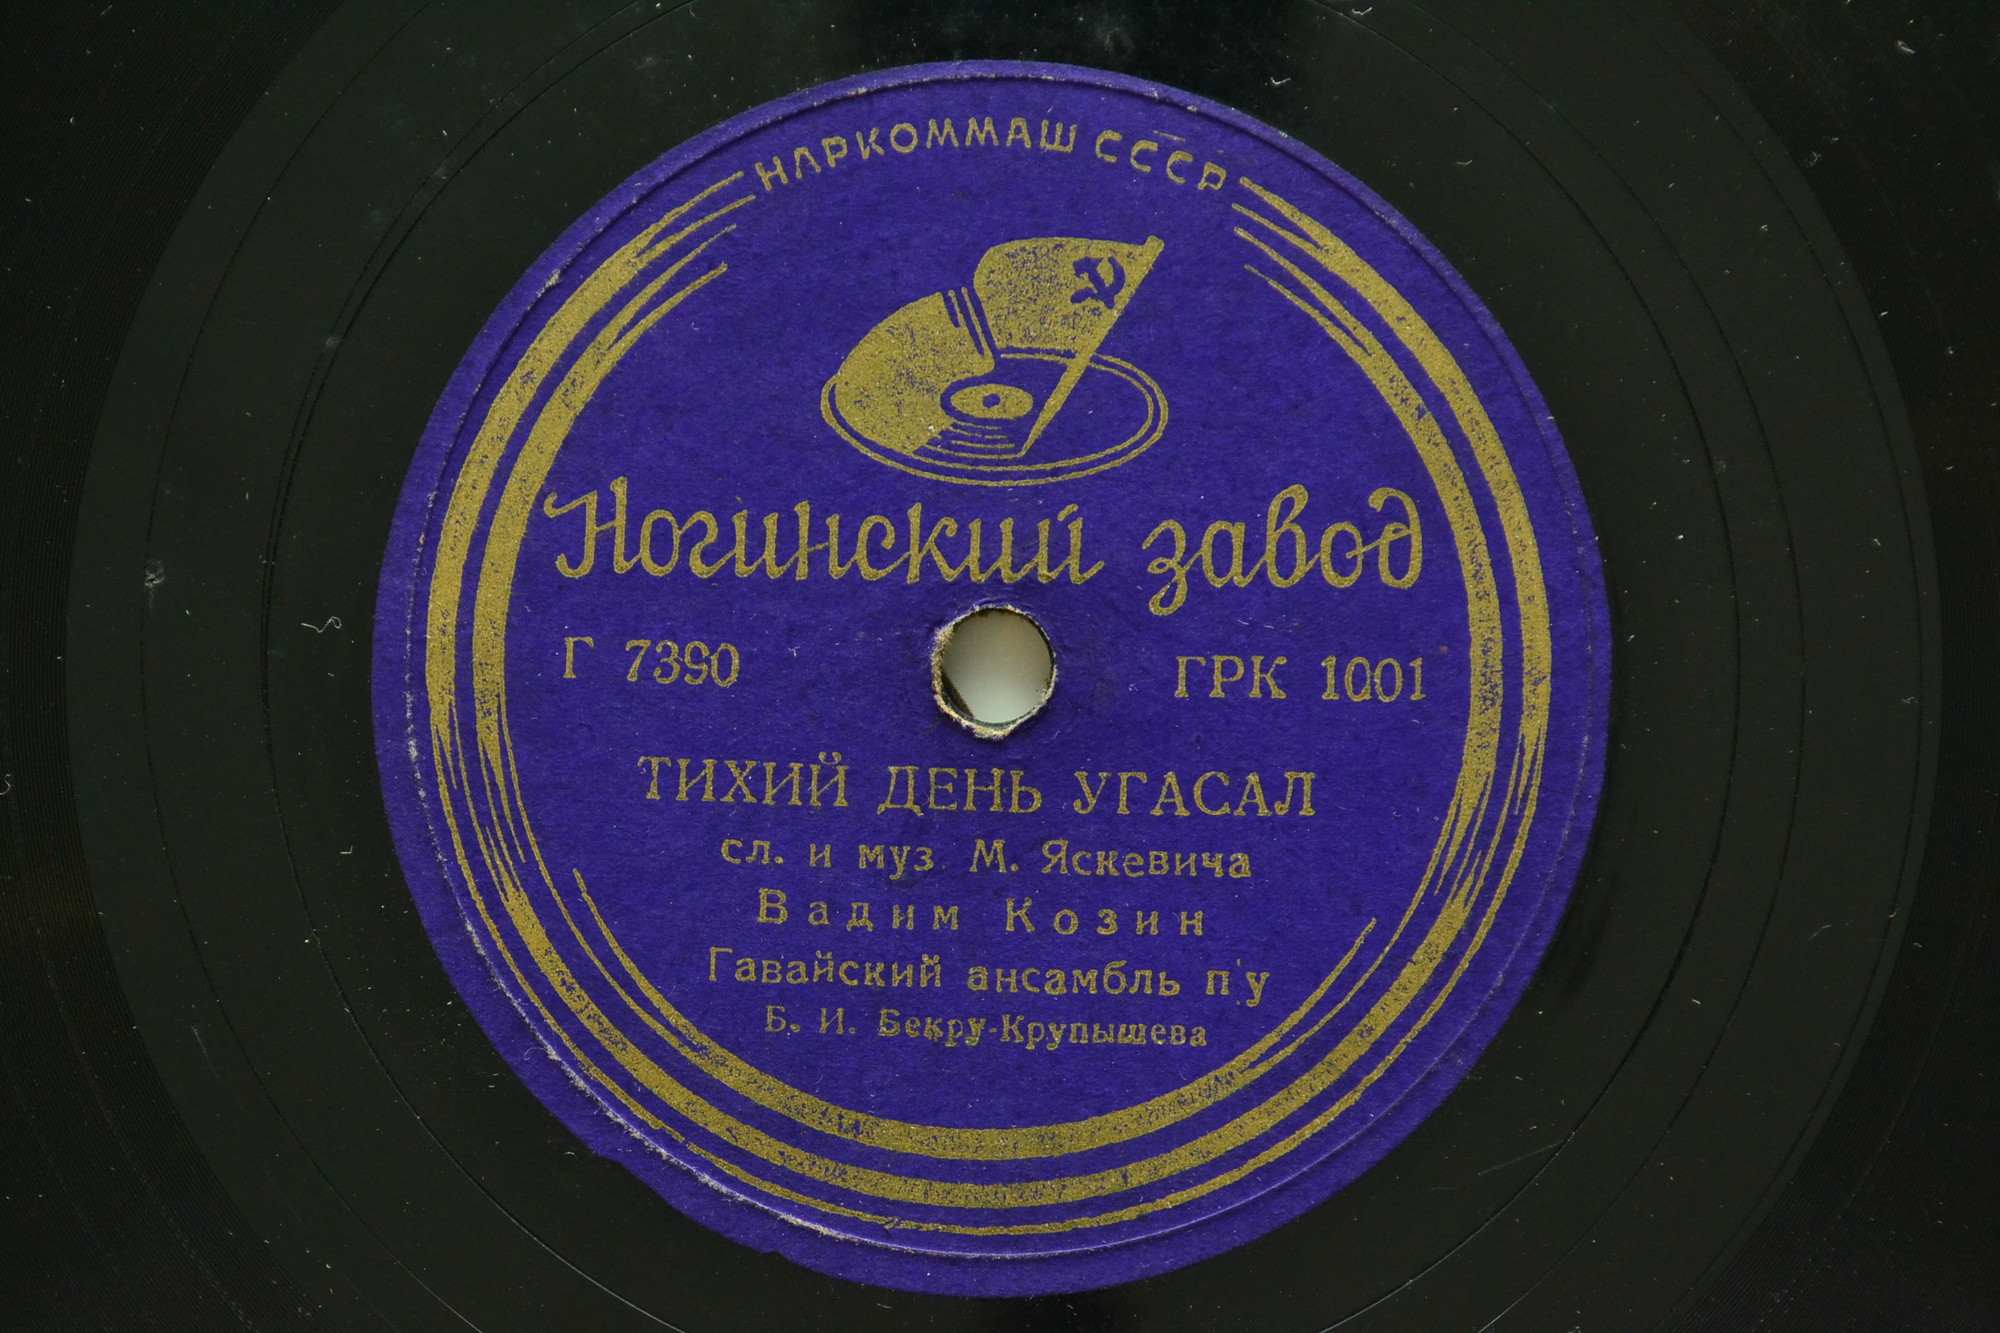 НАРКОММАШ СССР
Ногинский завод
Г 7390 ГРК 1001
ТИХИЙ ДЕНЬ УГАСАЛ
сл. и муз. М. Яскевича
Вадим Козин
Гавайский ансамбль п/у
Б. И. Бекру-Крупышева